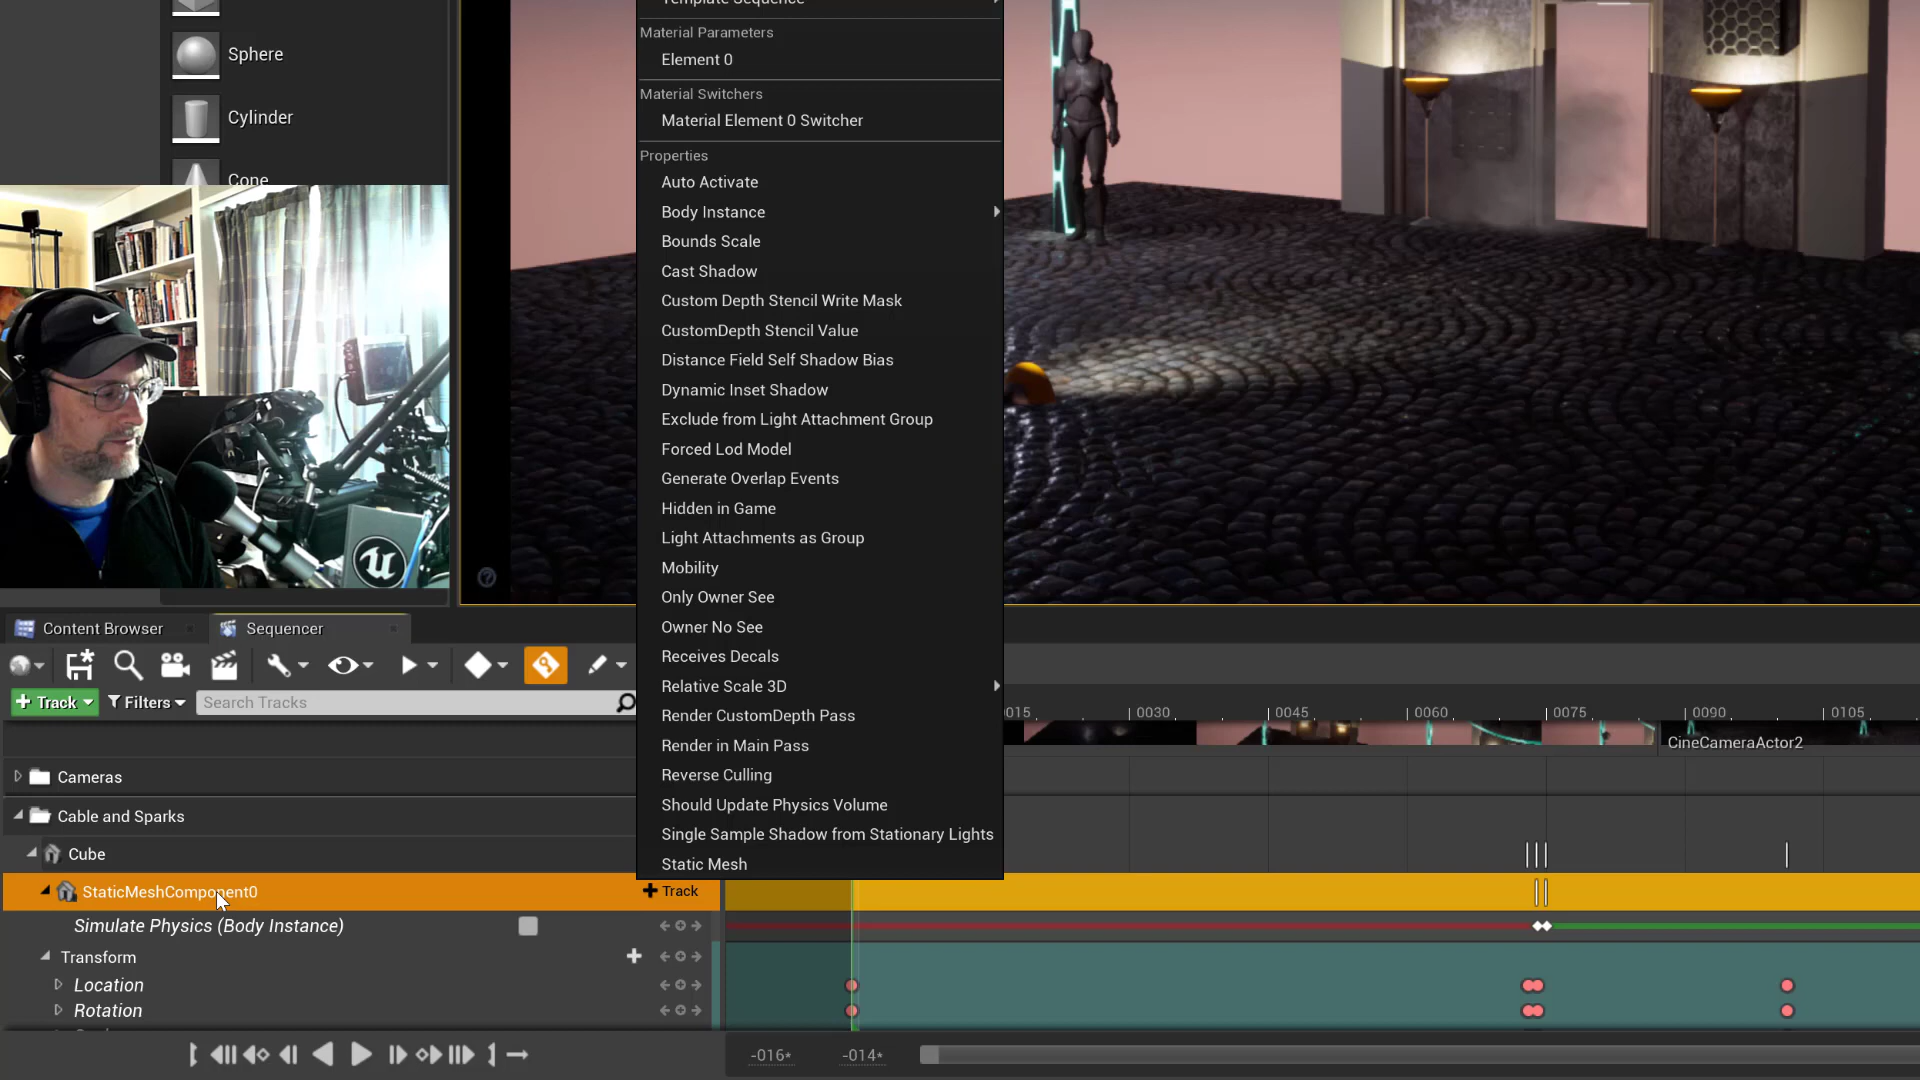 Template Sequence
Material Parameters
Element 0
Material Switchers
Material Element 0 Switcher
Properties
Auto Activate
Body Instance
Bounds Scale
Cast Shadow
Custom Depth Stencil Write Mask
CustomDepth Stencil Value
Distance Field Self Shadow Bias
Dynamic Inset Shadow
Exclude from Light Attachment Group
Forced Lod Model
Generate Overlap Events
Hidden in Game
Light Attachments as Group
Mobility
Only Owner See
Owner No See
Receives Decals
Relative Scale 3D
Render CustomDepth Pass
Render in Main Pass
Reverse Culling
Should Update Physics Volume
Single Sample Shadow from Stationary Lights
Static Mesh
Sphere
Cylinder
Cone
Content Browser
Sequencer
Track
Filters
Search Tracks
015
0030
0045
0060
0075
0090
0105
CineCameraActor2
Cameras
Cable and Sparks
Cube
StaticMeshComponent0
Track
Simulate Physics (Body Instance)
Transform
Location
Rotation
-016*
-014*